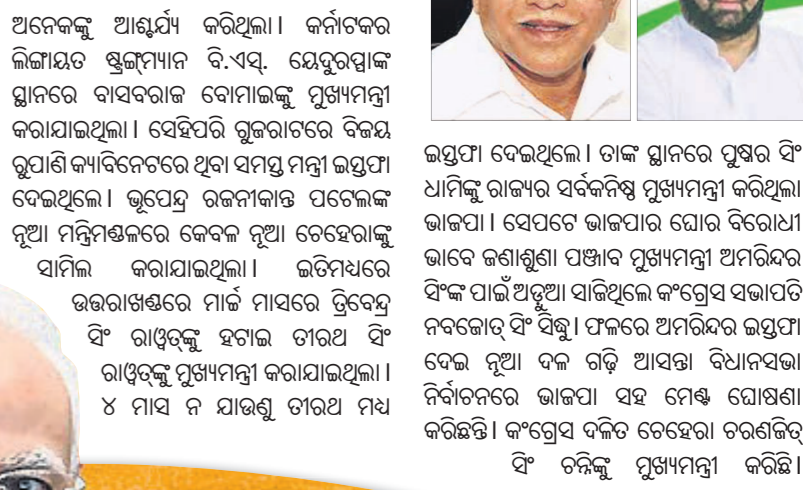 ଅନେକଙ୍କୁ ଆଶ୍ଚର୍ଯ୍ୟ କରିଥିଲା। କର୍ନାଟକର
ଲିଙ୍ଗାୟତ ଷ୍ଟ୍ରଙ୍ଗ୍‌ମ୍ୟାନ ବି.ଏସ୍. ୟେଦୁରପ୍ପାଙ୍କ
ସ୍ଥାନରେ ବାସବରାଜ ବୋମାଇଙ୍କୁ ମୁଖ୍ୟମନ୍ତ୍ରୀ
କରାଯାଇଥିଲା। ସେହିପରି ଗୁଜରାଟରେ ବିଜୟ
ରୁପାଣି କ୍ୟାବିନେଟରେ ଥିବା ସମସ୍ତ ମନ୍ତ୍ରୀ ଇସ୍ତଫା
ଦେଇଥିଲେ। ଭୂପେନ୍ଦ୍ର ରଜନୀକାନ୍ତ ପଟେଲଙ୍କ
ନୂଆ ମନ୍ତ୍ରିମଣ୍ଡଳରେ କେବଳ ନୂଆ ଚେହେରାଙ୍କୁ
ସାମିଲ କରାଯାଇଥିଲା। ଇତିମଧ୍ୟରେ
ଉତ୍ତରାଖଣ୍ଡରେ ମାର୍ଚ୍ଚ ମାସରେ ତ୍ରିବେନ୍ଦ୍ର
ସିଂ ରାଓ୍ୱତ୍‌ଙ୍କୁ ହଟାଇ ତୀରଥ ସିଂ
ରାଓ୍ୱତ୍‌ଙ୍କୁ ମୁଖ୍ୟମନ୍ତ୍ରୀ କରାଯାଇଥିଲା।
୪ ମାସ ନ ଯାଉଣୁ ତୀରଥ ମଧ୍ୟ
ଇସ୍ତଫା ଦେଇଥିଲେ। ତାଙ୍କ ସ୍ଥାନରେ ପୁଷ୍କର ସିଂ
ଧାମିଙ୍କୁ ରାଜ୍ୟର ସର୍ବକନିଷ୍ଠ ମୁଖ୍ୟମନ୍ତ୍ରୀ କରିଥିଲା
ଭାଜପା। ସେପଟେ ଭାଜପାର ଘୋର ବିରୋଧୀ
ଭାବେ ଜଣାଶୁଣା ପଞ୍ଜାବ ମୁଖ୍ୟମନ୍ତ୍ରୀ ଅମରିନ୍ଦର
ସିଂଙ୍କ ପାଇଁ ଅଡୁଆ ସାଜିଥିଲେ କଂଗ୍ରେସ ସଭାପତି
ନବଜୋତ୍ ସିଂ ସିଦ୍ଧୁ। ଫଳରେ ଅମରିନ୍ଦର ଇସ୍ତଫା
ଦେଇ ନୂଆ ଦଳ ଗଢ଼ି ଆସନ୍ତା ବିଧାନସଭା
ନିର୍ବାଚନରେ ଭାଜପା ସହ ମେଣ୍ଟ ଘୋଷଣା
କରିଛନ୍ତି। କଂଗ୍ରେସ ଦଳିତ ଚେହେରା ଚରଣଜିତ୍
ସିଂ ଚନ୍ନିଙ୍କୁ ମୁଖ୍ୟମନ୍ତ୍ରୀ କରିଛି।